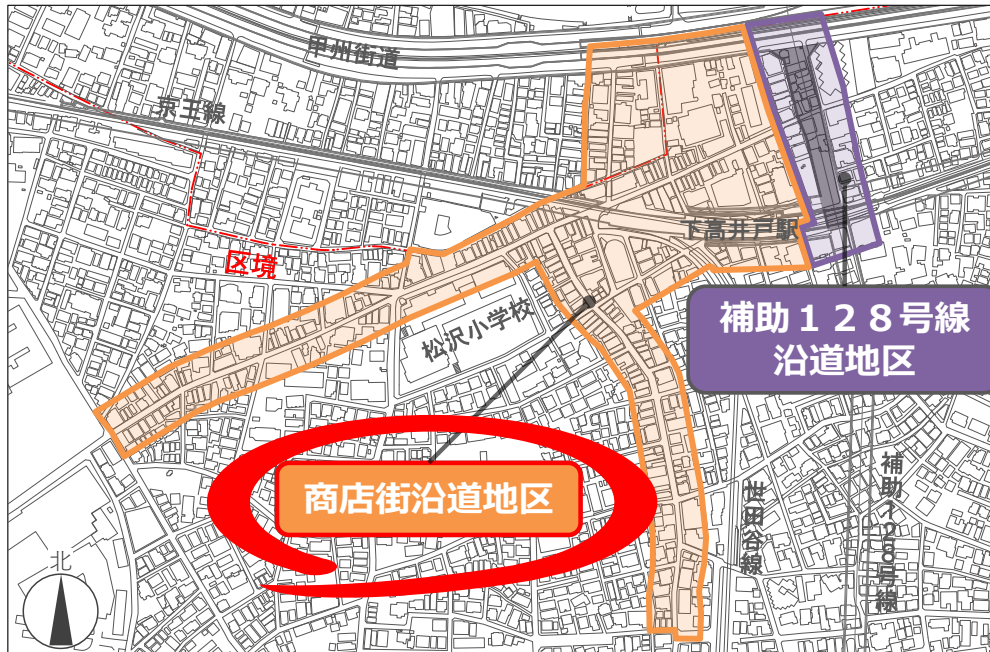 甲州街道
京王線
下高井戸駅
区境
補助１２８号線
沿道地区
松沢小学校
商店街沿道地区
世田谷線
補助128号線
北